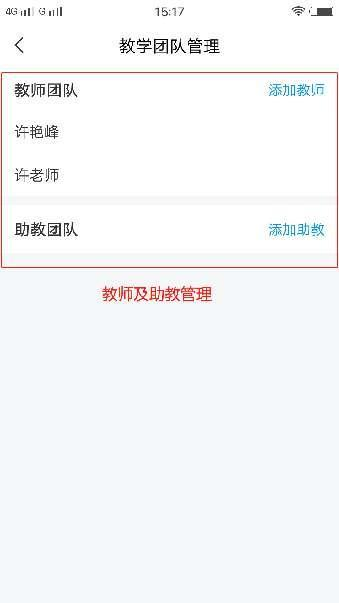 4G G 15:17
教学团队管理
教师团队 添加教师
许艳峰
许老师
助教团队 添加助教
教师及助教管理